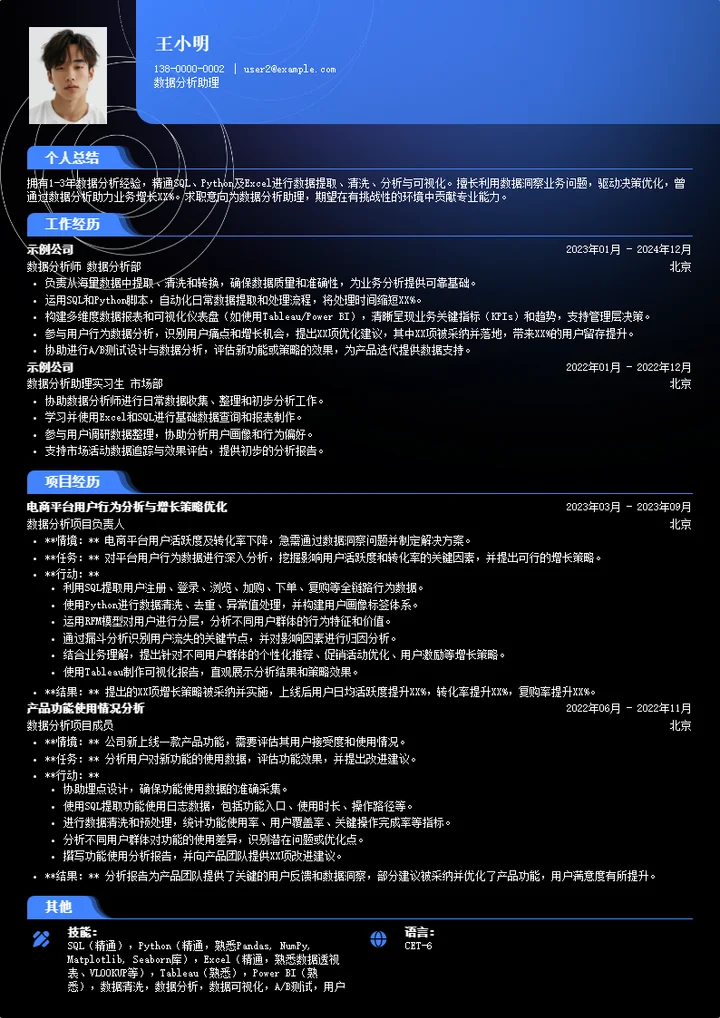 王小明
138-0000-0002 | user2@example.com
数据分析助理
个人总结
拥有1-3年数据分析经验，精通SQL、Python及Excel进行数据提取、清洗、分析与可视化。擅长利用数据洞察业务问题，驱动决策优化，曾
通过数据分析助力业务增长XX%。求职意向为数据分析助理，期望在有挑战性的环境中贡献专业能力。
工作经历
示例公司 2023年01月 - 2024年12月
数据分析师 数据分析部 北京
• 负责从海量数据中提取、清洗和转换，确保数据质量和准确性，为业务分析提供可靠基础。
• 运用SQL和Python脚本，自动化日常数据提取和处理流程，将处理时间缩短XX%。
• 构建多维度数据报表和可视化仪表盘（如使用Tableau/Power BI），清晰呈现业务关键指标（KPIs）和趋势，支持管理层决策。
• 参与用户行为数据分析，识别用户痛点和增长机会，提出XX项优化建议，其中XX项被采纳并落地，带来XX%的用户留存提升。
• 协助进行A/B测试设计与数据分析，评估新功能或策略的效果，为产品迭代提供数据支持。
示例公司 2022年01月 - 2022年12月
数据分析助理实习生 市场部 北京
• 协助数据分析师进行日常数据收集、整理和初步分析工作。
• 学习并使用Excel和SQL进行基础数据查询和报表制作。
• 参与用户调研数据整理，协助分析用户画像和行为偏好。
• 支持市场活动数据追踪与效果评估，提供初步的分析报告。
项目经历
电商平台用户行为分析与增长策略优化 2023年03月 - 2023年09月
数据分析项目负责人 北京
• **情境：** 电商平台用户活跃度及转化率下降，急需通过数据洞察问题并制定解决方案。
• **任务：** 对平台用户行为数据进行深入分析，挖掘影响用户活跃度和转化率的关键因素，并提出可行的增长策略。
• **行动：**
• 利用SQL提取用户注册、登录、浏览、加购、下单、复购等全链路行为数据。
• 使用Python进行数据清洗、去重、异常值处理，并构建用户画像标签体系。
• 运用RFM模型对用户进行分层，分析不同用户群体的行为特征和价值。
• 通过漏斗分析识别用户流失的关键节点，并对影响因素进行归因分析。
• 结合业务理解，提出针对不同用户群体的个性化推荐、促销活动优化、用户激励等增长策略。
• 使用Tableau制作可视化报告，直观展示分析结果和策略效果。
• **结果：** 提出的XX项增长策略被采纳并实施，上线后用户日均活跃度提升XX%，转化率提升XX%，复购率提升XX%。
产品功能使用情况分析 2022年06月 - 2022年11月
数据分析项目成员 北京
• **情境：** 公司新上线一款产品功能，需要评估其用户接受度和使用情况。
• **任务：** 分析用户对新功能的使用数据，评估功能效果，并提出改进建议。
• **行动：**
• 协助埋点设计，确保功能使用数据的准确采集。
• 使用SQL提取功能使用日志数据，包括功能入口、使用时长、操作路径等。
• 进行数据清洗和预处理，统计功能使用率、用户覆盖率、关键操作完成率等指标。
• 分析不同用户群体对功能的使用差异，识别潜在问题或优化点。
• 撰写功能使用分析报告，并向产品团队提供XX项改进建议。
• **结果：** 分析报告为产品团队提供了关键的用户反馈和数据洞察，部分建议被采纳并优化了产品功能，用户满意度有所提升。
其他
技能：
SQL（精通），Python（精通，熟悉Pandas, NumPy,
Matplotlib, Seaborn库），Excel（精通，熟悉数据透视
表、VLOOKUP等），Tableau（熟悉），Power BI（熟
悉），数据清洗，数据分析，数据可视化，A/B测试，用户
语言：
CET-6